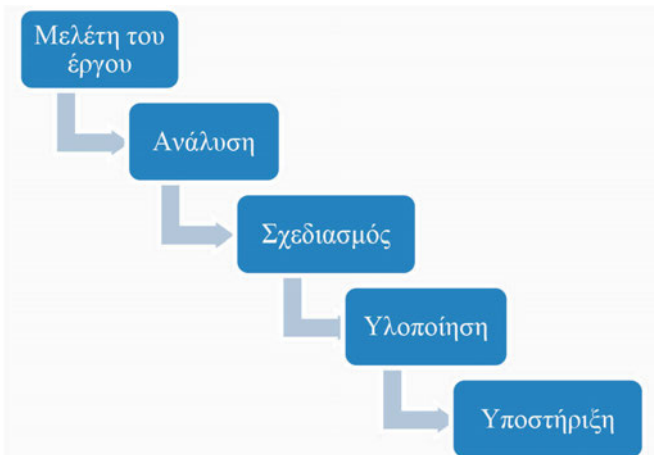 Μελέτη του
έργου
Ανάλυση
Σχεδιασμός
Υλοποίηση
Υποστήριξη